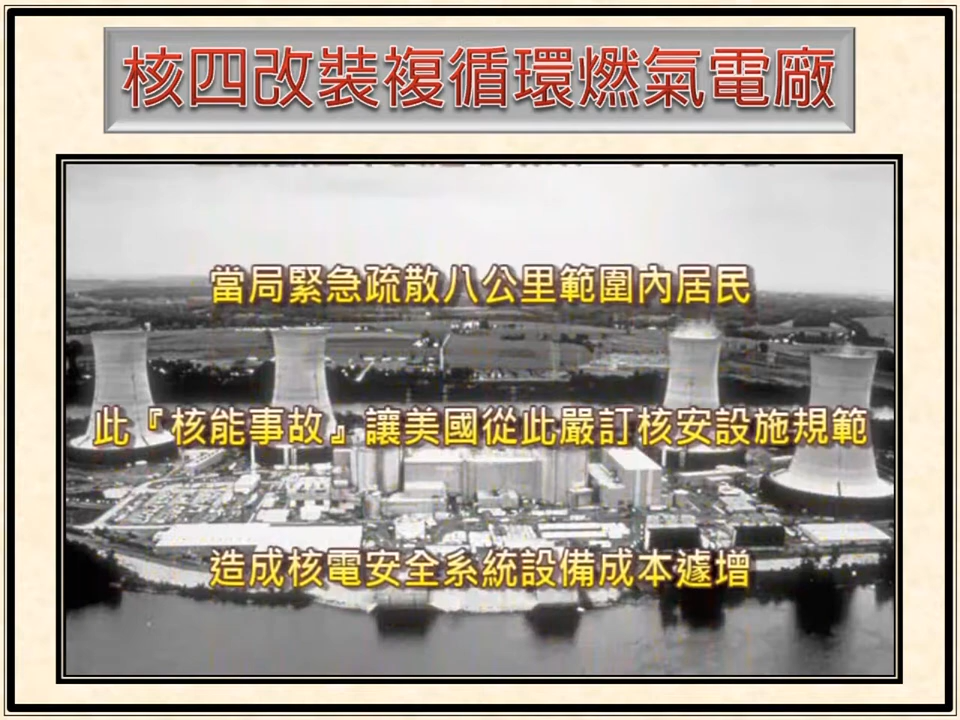 核四改裝複循環燃氣電廠
當局緊急疏散八公里範圍內居民
此『核能事故』讓美國從此嚴訂核安設施規範
造成核電安全系統設備成本遽增